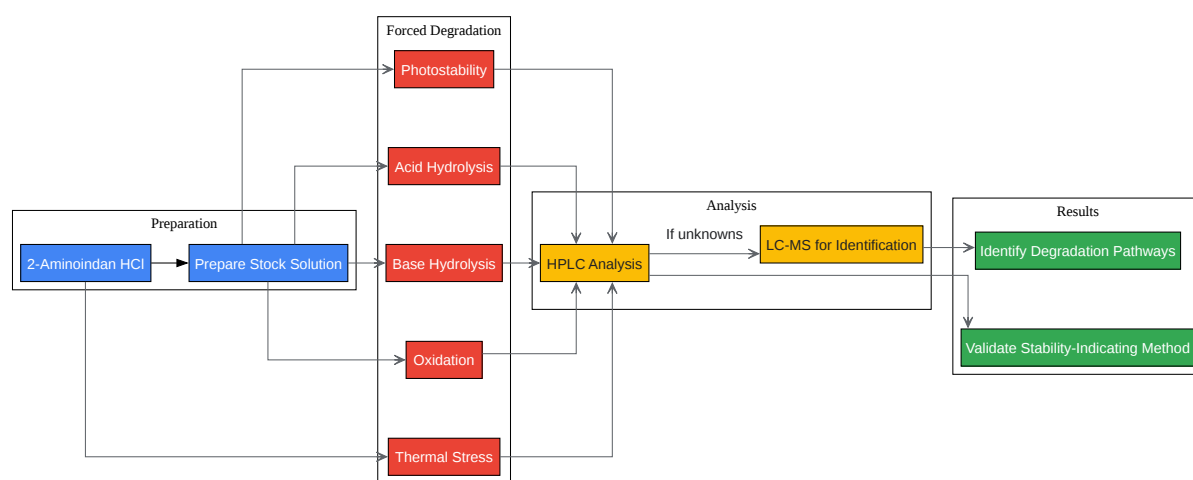 Forced Degradation
Photostability
Acid Hydrolysis
Preparation
2-Aminoindan HCl
Prepare Stock Solution
Base Hydrolysis
Oxidation
Thermal Stress
Analysis
If unknowns
HPLC Analysis
LC-MS for Identification
Results
Identify Degradation Pathways
Validate Stability-Indicating Method